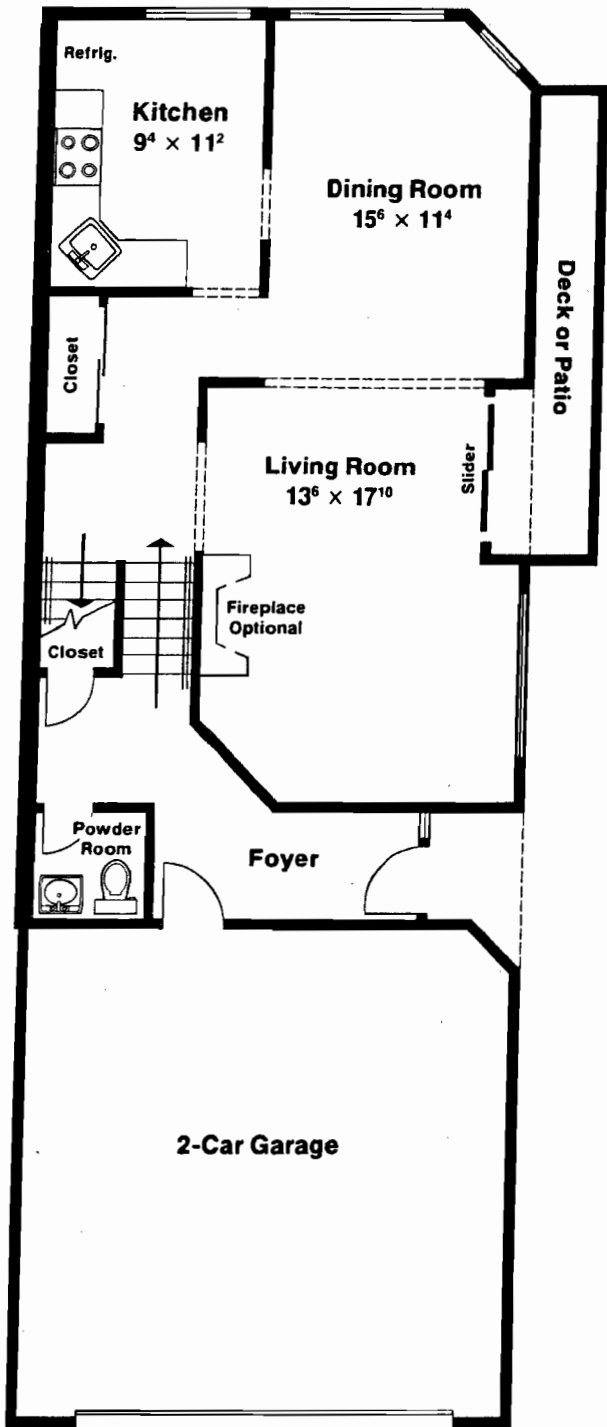 Refrig.
Kitchen
9⁴ × 11²
Dining Room
15⁶ × 11⁴
Deck or Patio
Closet
Living Room
13⁶ × 17¹⁰
Slider
Fireplace
Optional
Closet
Powder
Room
Foyer
2-Car Garage